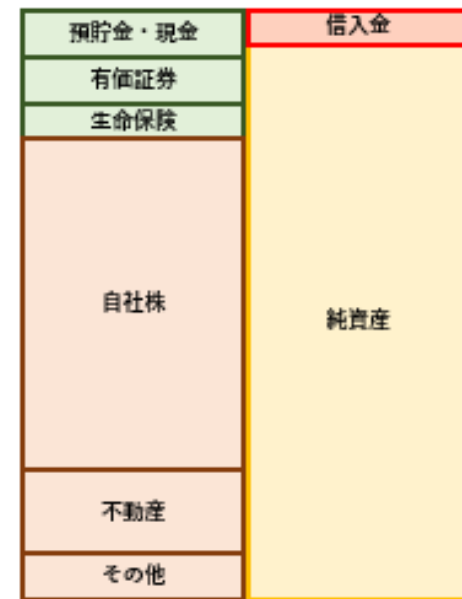 預貯金・現金
有価証券
生命保険
自社株
不動産
その他
借入金
純資産